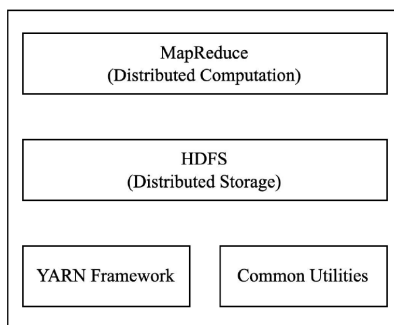 MapReduce
(Distributed Computation)
HDFS
(Distributed Storage)
YARN Framework
Common Utilities